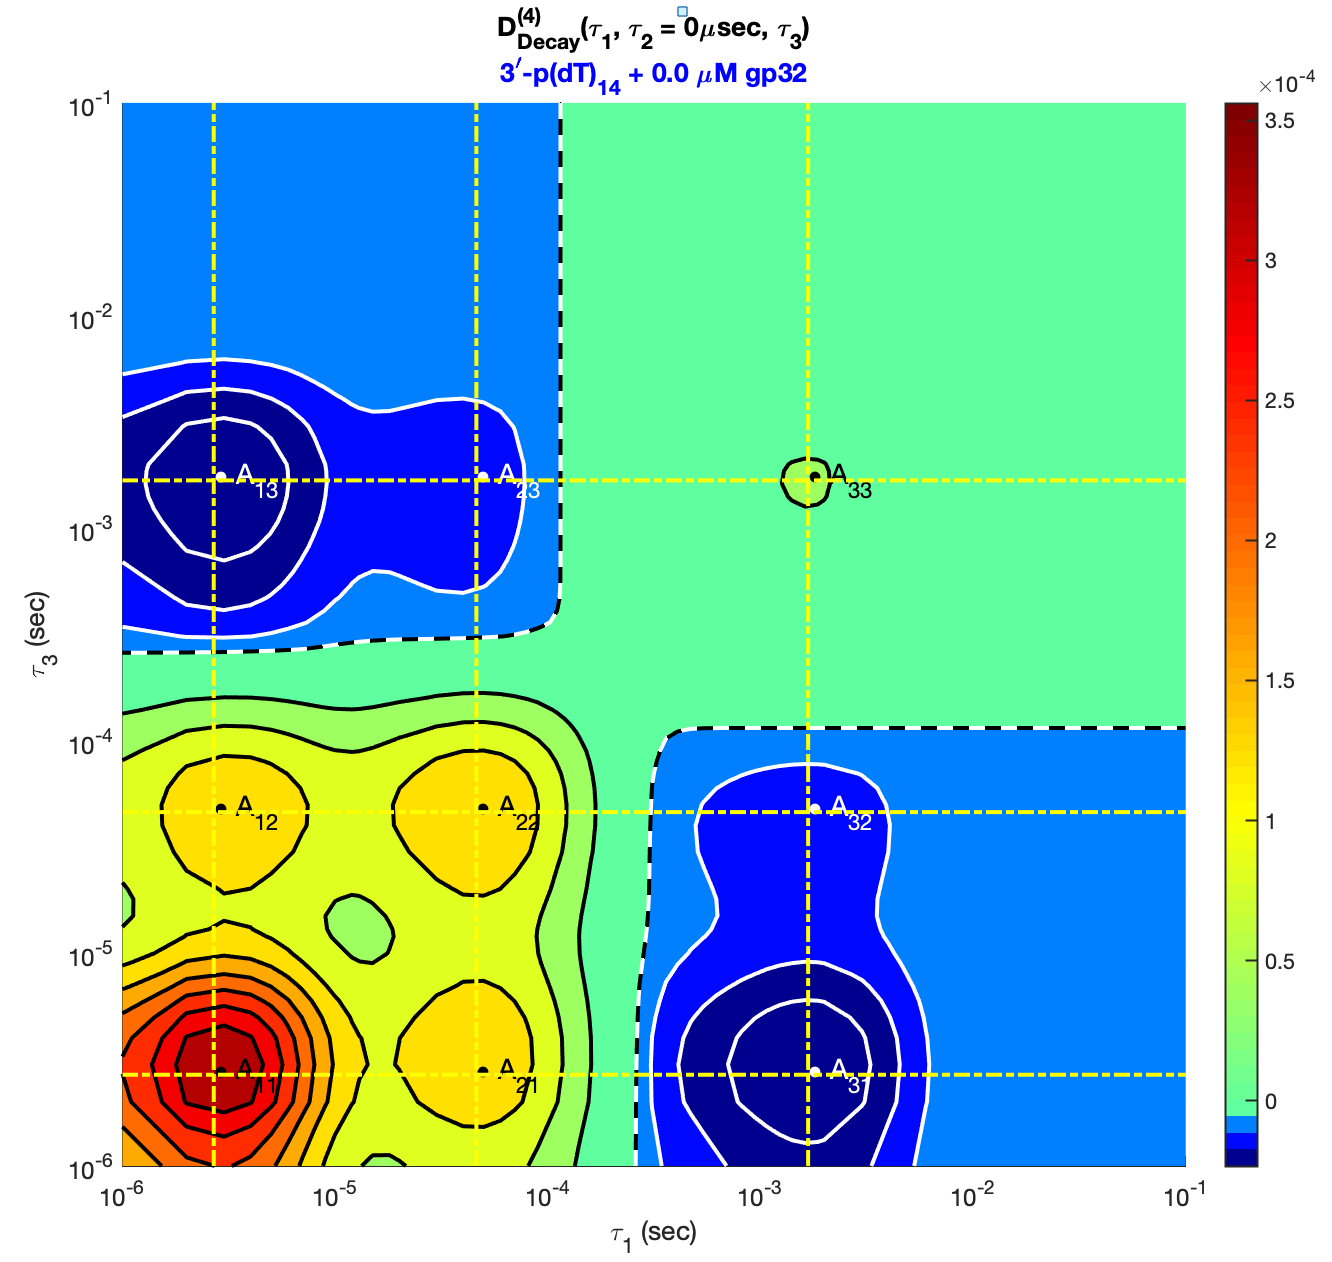 D(4)Decay(τ1, τ2 = 0μsec, τ3)
3′-p(dT)14 + 0.0 μM gp32
×10-4
10-1
10-2
10-3
10-4
10-5
10-6
τ3 (sec)
A13
A23
A33
A12
A22
A32
A11
A21
A31
3.5
3
2.5
2
1.5
1
0.5
0
10-6
10-5
10-4
10-3
10-2
10-1
τ1 (sec)